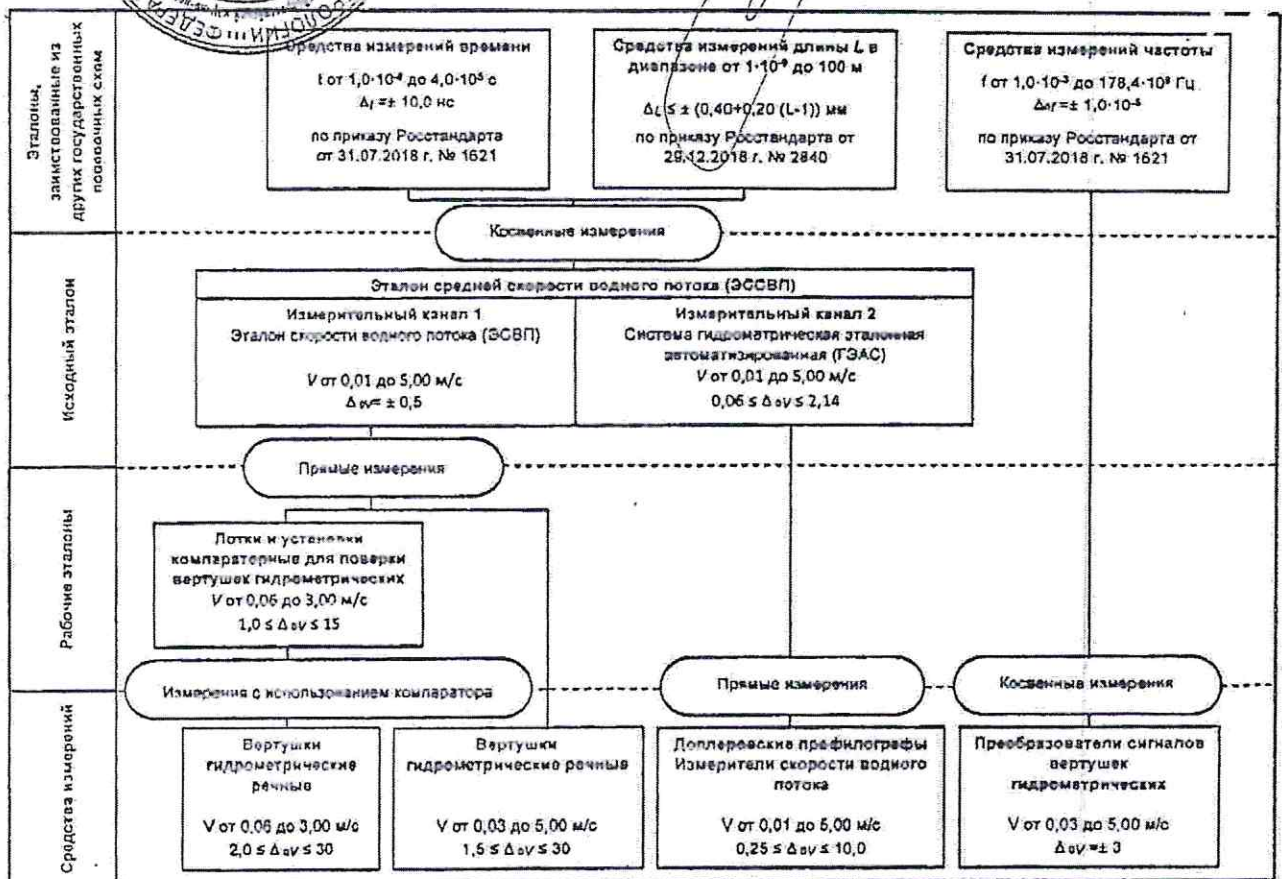 ОЛОГИИ ФЕДЕРА
Эталоны,
заимствованные из
других государственных
поверочных схем
Средства измерений времени
t от 1,0·10⁻⁸ до 4,0·10⁵ с
Δt =± 10,0 нс
по приказу Росстандарта
от 31.07.2018 г. № 1621
Средства измерений длины L в
диапазоне от 1·10⁻⁹ до 100 м
ΔL ≤ ± (0,40+0,20 (L-1)) мм
по приказу Росстандарта от
29.12.2018 г. № 2840
Средства измерений частоты
f от 1,0·10⁻³ до 178,4·10⁹ Гц
Δ₀f =± 1,0·10⁻⁵
по приказу Росстандарта от
31.07.2018 г. № 1621
Косвенные измерения
Исходный эталон
Эталон средней скорости водного потока (ЭССВП)
Измерительный канал 1
Эталон скорости водного потока (ЭСВП)
V от 0,01 до 5,00 м/с
Δ₀v= ± 0,5
Измерительный канал 2
Система гидрометрическая эталонная
автоматизированная (ГЭАС)
V от 0,01 до 5,00 м/с
0,06 ≤ Δ₀v ≤ 2,14
Прямые измерения
Рабочие эталоны
Лотки и установки
компараторные для поверки
вертушек гидрометрических
V от 0,06 до 3,00 м/с
1,0 ≤ Δ₀v ≤ 15
Измерения с использованием компаратора
Прямые измерения
Косвенные измерения
Средства измерений
Вертушки
гидрометрические
речные
V от 0,06 до 3,00 м/с
2,0 ≤ Δ₀v ≤ 30
Вертушки
гидрометрические речные
V от 0,03 до 5,00 м/с
1,5 ≤ Δ₀v ≤ 30
Доплеровские профилографы
Измерители скорости водного
потока
V от 0,01 до 5,00 м/с
0,25 ≤ Δ₀v ≤ 10,0
Преобразователи сигналов
вертушек
гидрометрических
V от 0,03 до 5,00 м/с
Δ₀v =± 3